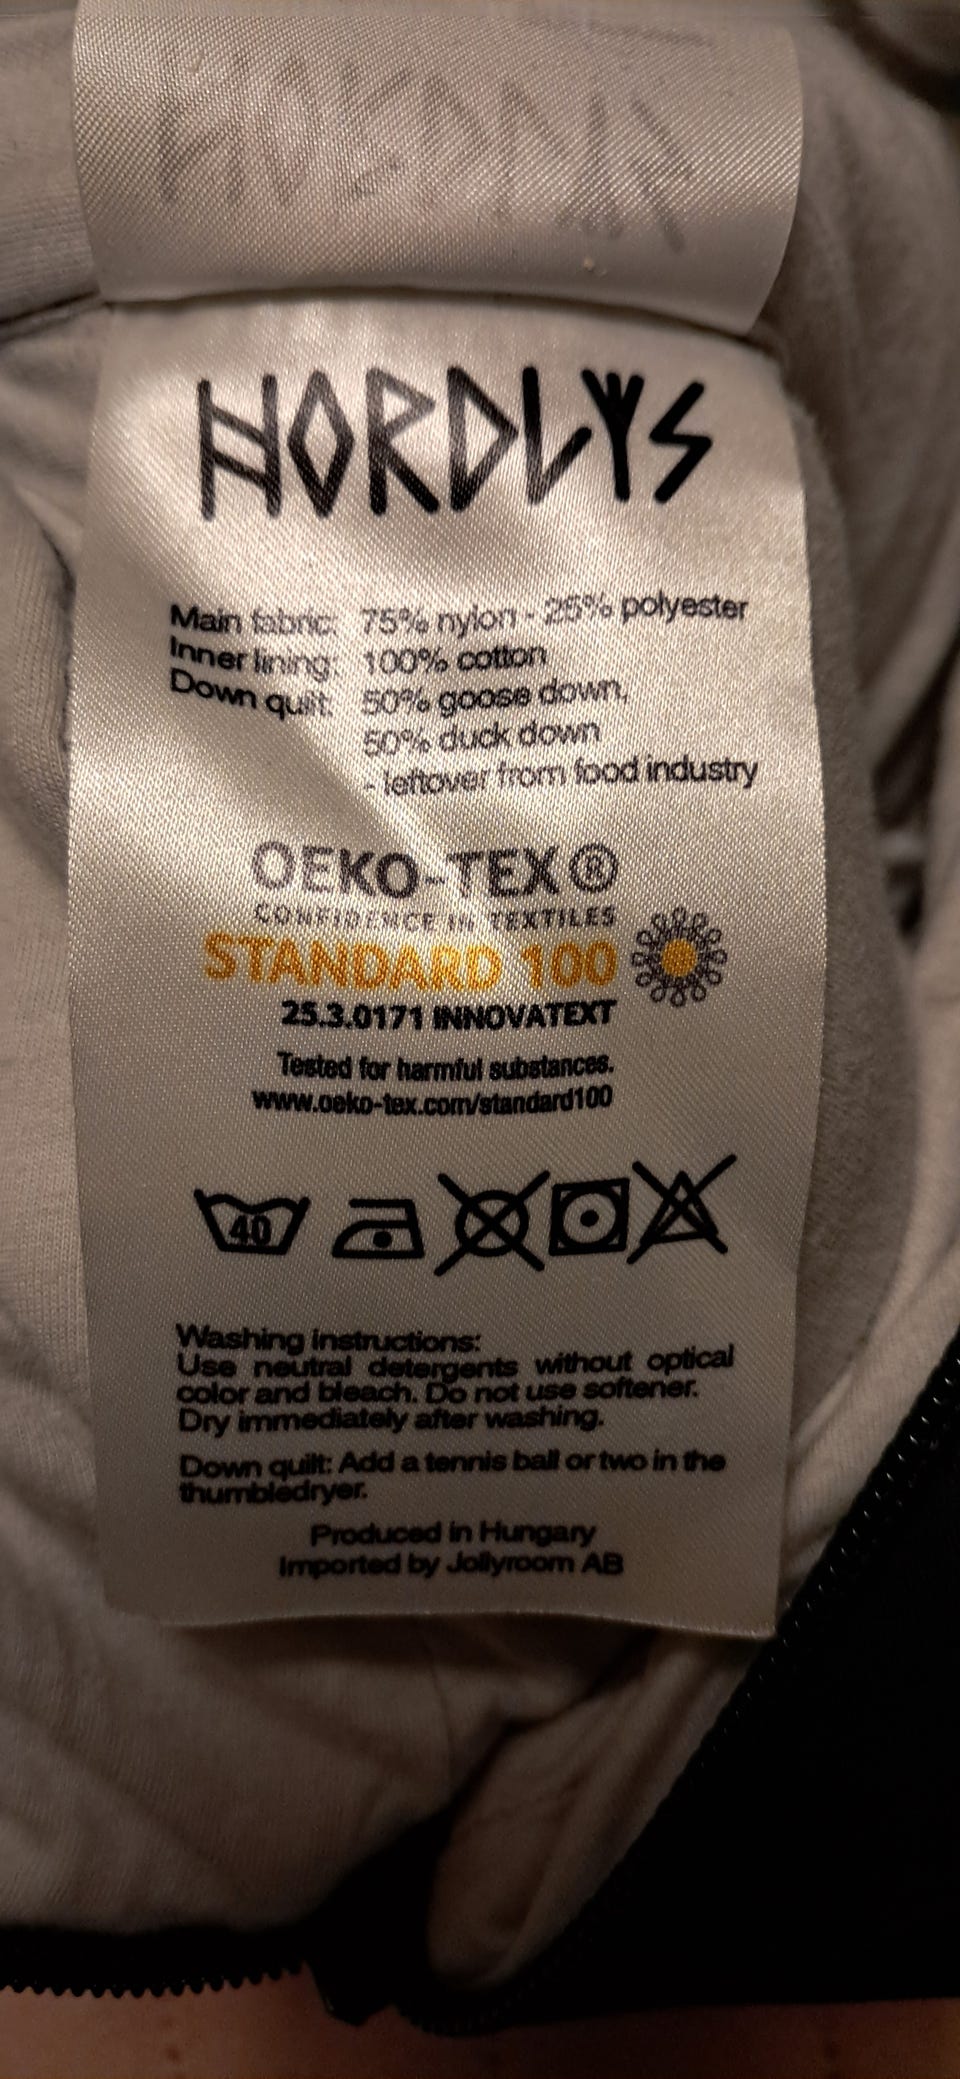 NORDLYS
Main fabric: 75% nylon - 25% polyester
Inner lining: 100% cotton
Down quilt: 50% goose down,
50% duck down
- leftover from food industry
OEKO-TEX®
CONFIDENCE IN TEXTILES
STANDARD 100
25.3.0171 INNOVATEXT
Tested for harmful substances.
www.oeko-tex.com/standard100
40
Washing instructions:
Use neutral detergents without optical
color and bleach. Do not use softener.
Dry immediately after washing.
Down quilt: Add a tennis ball or two in the
thumbledryer.
Produced in Hungary
Imported by Jollyroom AB